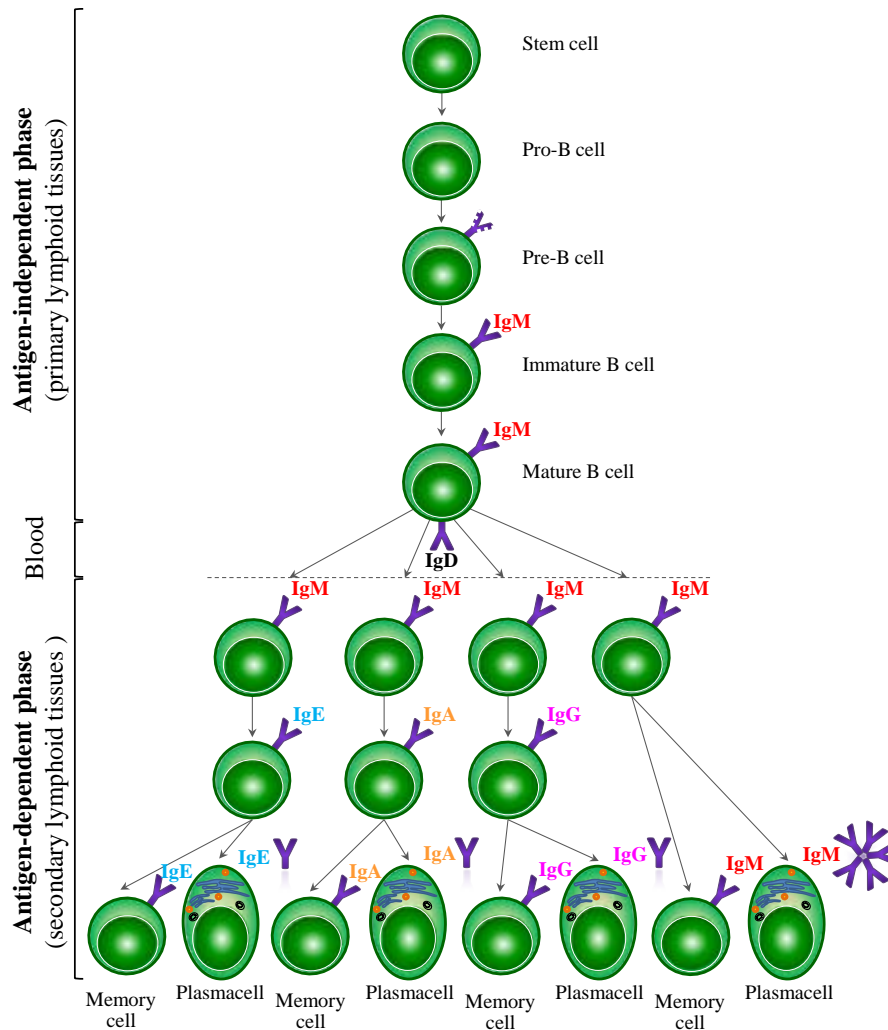 Stem cell
Pro-B cell
Pre-B cell
IgM
Immature B cell
IgM
Mature B cell
IgD
Antigen-independent phase
(primary lymphoid tissues)
Blood
Antigen-dependent phase
(secondary lymphoid tissues )
IgM IgM IgM IgM
IgE IgA IgG
IgE IgE IgA IgA IgG IgG IgM IgM
Memory cell
Plasmacell
Memory cell
Plasmacell
Memory cell
Plasmacell
Memory cell
Plasmacell